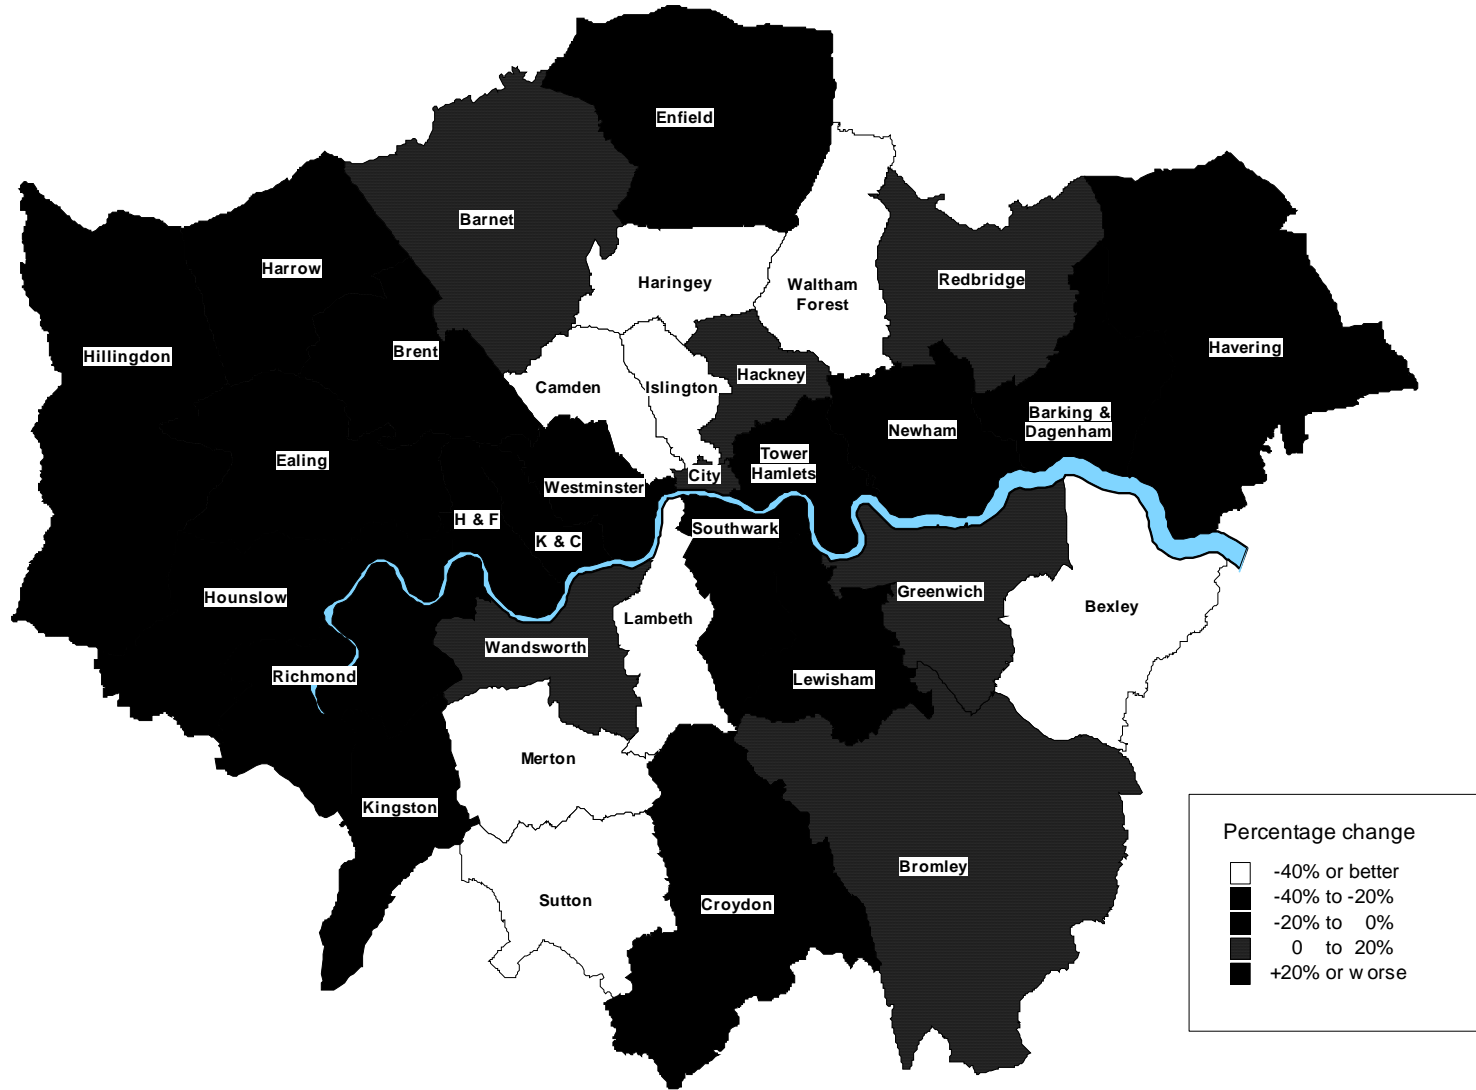 Enfield
Barnet
Harrow
Haringey
Waltham
Forest
Redbridge
Hillingdon
Brent
Havering
Camden
Islington
Hackney
Barking &
Dagenham
Newham
Ealing
Tower
Hamlets
City
Westminster
H & F
K & C
Southwark
Hounslow
Greenwich
Bexley
Lambeth
Wandsworth
Richmond
Lewisham
Merton
Kingston
Bromley
Sutton
Croydon
Percentage change
-40% or better
-40% to -20%
-20% to 0%
0 to 20%
+20% or worse